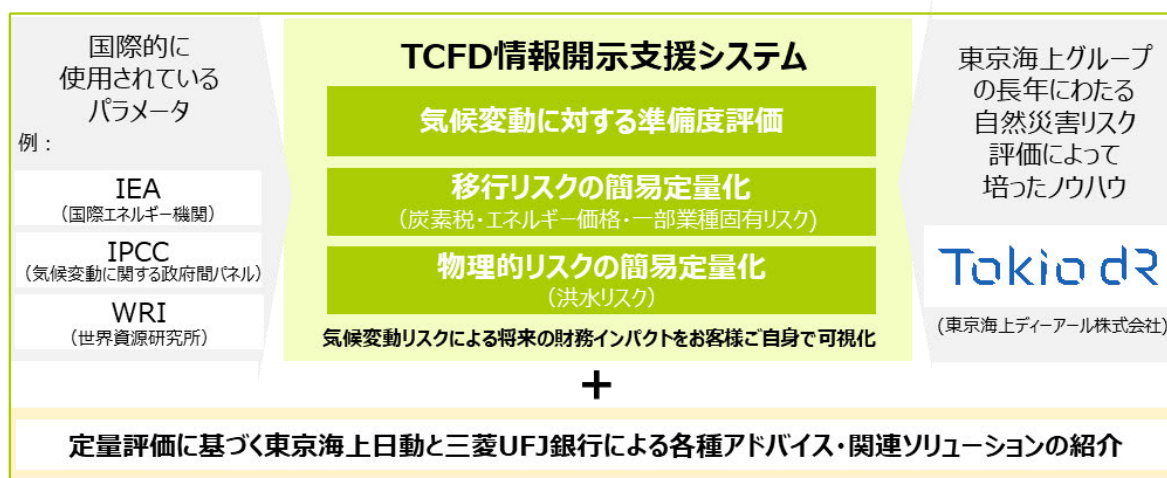 国際的に
使用されている
パラメータ
例：
IEA
（国際エネルギー機関）
IPCC
（気候変動に関する政府間パネル）
WRI
（世界資源研究所）
TCFD情報開示支援システム
気候変動に対する準備度評価
移行リスクの簡易定量化
（炭素税・エネルギー価格・一部業種固有リスク)
物理的リスクの簡易定量化
（洪水リスク）
気候変動リスクによる将来の財務インパクトをお客様ご自身で可視化
東京海上グループ
の長年にわたる
自然災害リスク
評価によって
培ったノウハウ
Tokio dR
(東京海上ディーアール株式会社)
+
定量評価に基づく東京海上日動と三菱UFJ銀行による各種アドバイス・関連ソリューションの紹介